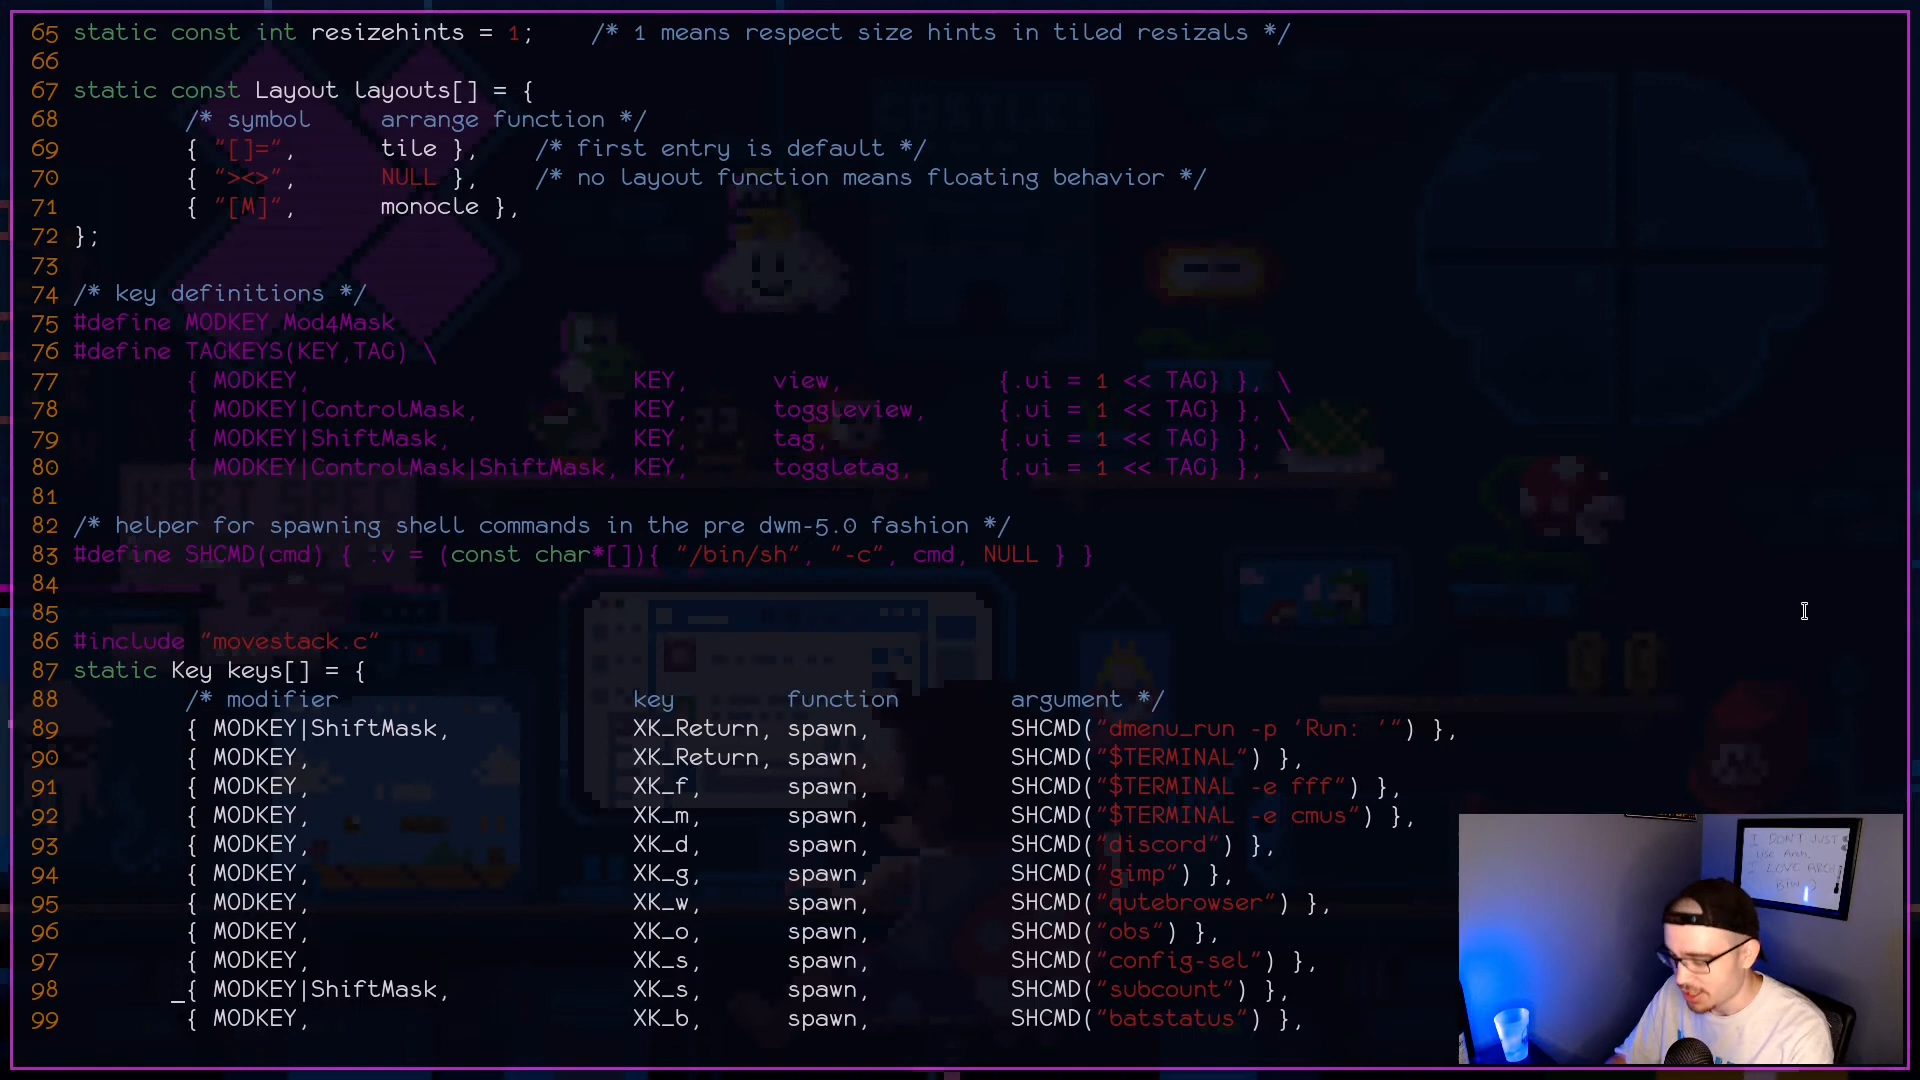 65 static const int resizehints = 1;    /* 1 means respect size hints in tiled resizals */
66
67 static const Layout layouts[] = {
68         /* symbol     arrange function */
69         { "[]=",      tile },    /* first entry is default */
70         { "><>",      NULL },    /* no layout function means floating behavior */
71         { "[M]",      monocle },
72 };
73
74 /* key definitions */
75 #define MODKEY Mod4Mask
76 #define TAGKEYS(KEY,TAG) \
77         { MODKEY,                       KEY,      view,           {.ui = 1 << TAG} }, \
78         { MODKEY|ControlMask,           KEY,      toggleview,     {.ui = 1 << TAG} }, \
79         { MODKEY|ShiftMask,             KEY,      tag,            {.ui = 1 << TAG} }, \
80         { MODKEY|ControlMask|ShiftMask, KEY,      toggletag,      {.ui = 1 << TAG} },
81
82 /* helper for spawning shell commands in the pre dwm-5.0 fashion */
83 #define SHCMD(cmd) { .v = (const char*[]){ "/bin/sh", "-c", cmd, NULL } }
84
85
86 #include "movestack.c"
87 static Key keys[] = {
88         /* modifier                     key        function        argument */
89         { MODKEY|ShiftMask,             XK_Return, spawn,          SHCMD("dmenu_run -p 'Run: '") },
90         { MODKEY,                       XK_Return, spawn,          SHCMD("$TERMINAL") },
91         { MODKEY,                       XK_f,      spawn,          SHCMD("$TERMINAL -e fff") },
92         { MODKEY,                       XK_m,      spawn,          SHCMD("$TERMINAL -e cmus") },
93         { MODKEY,                       XK_d,      spawn,          SHCMD("discord") },
94         { MODKEY,                       XK_g,      spawn,          SHCMD("gimp") },
95         { MODKEY,                       XK_w,      spawn,          SHCMD("qutebrowser") },
96         { MODKEY,                       XK_o,      spawn,          SHCMD("obs") },
97         { MODKEY,                       XK_s,      spawn,          SHCMD("config-sel") },
98        _{ MODKEY|ShiftMask,             XK_s,      spawn,          SHCMD("subcount") },
99         { MODKEY,                       XK_b,      spawn,          SHCMD("batstatus") },
I DON'T JUST
use Arch,
I LOVE ARCH
BTW :)